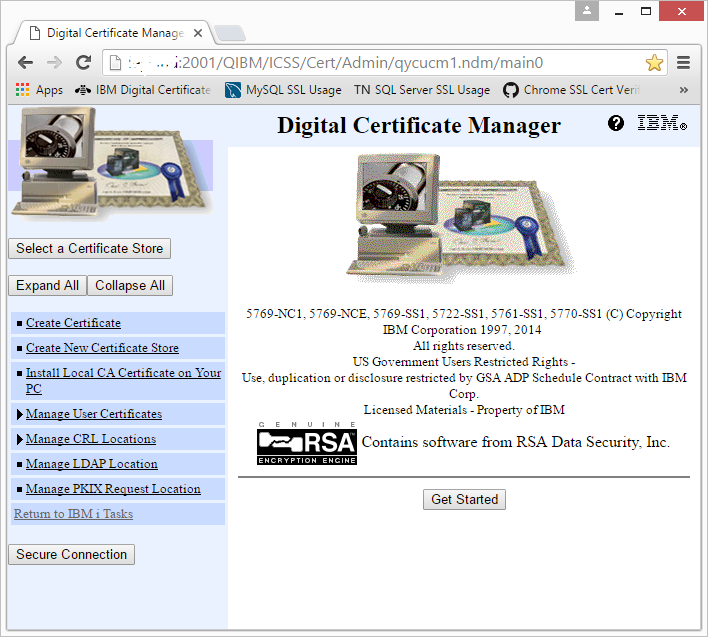 Digital Certificate Manage
:2001/QIBM/ICSS/Cert/Admin/qycucm1.ndm/main0
Apps IBM Digital Certificate MySQL SSL Usage TN SQL Server SSL Usage Chrome SSL Cert Veri »
Digital Certificate Manager ? IBM®
Select a Certificate Store
Expand All Collapse All
Create Certificate
Create New Certificate Store
Install Local CA Certificate on Your
PC
Manage User Certificates
Manage CRL Locations
Manage LDAP Location
Manage PKIX Request Location
Return to IBM i Tasks
Secure Connection
5769-NC1, 5769-NCE, 5769-SS1, 5722-SS1, 5761-SS1, 5770-SS1 (C) Copyright
IBM Corporation 1997, 2014
All rights reserved.
US Government Users Restricted Rights -
Use, duplication or disclosure restricted by GSA ADP Schedule Contract with IBM
Corp.
Licensed Materials - Property of IBM
GENUINE
RSA
ENCRYPTION ENGINE
Contains software from RSA Data Security, Inc.
Get Started